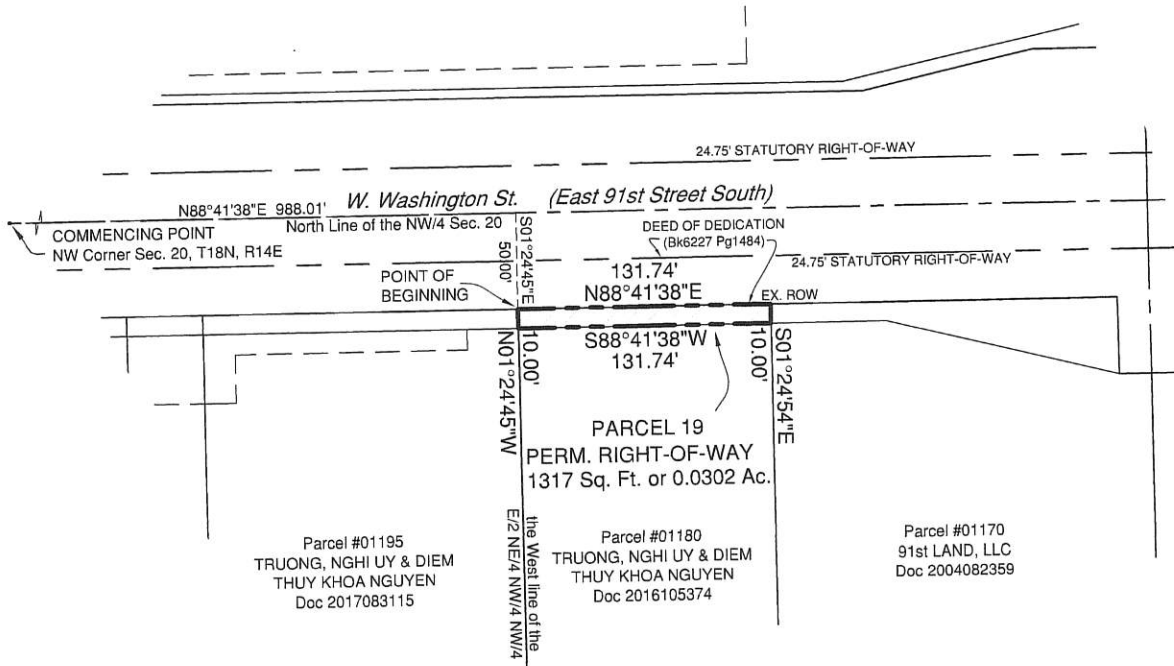 24.75' STATUTORY RIGHT-OF-WAY
W. Washington St. (East 91st Street South)
N88°41'38"E 988.01'
North Line of the NW/4 Sec. 20
COMMENCING POINT
NW Corner Sec. 20, T18N, R14E
S01°24'45"E
50.00'
DEED OF DEDICATION
(Bk6227 Pg1484)
24.75' STATUTORY RIGHT-OF-WAY
POINT OF
BEGINNING
131.74'
N88°41'38"E
EX. ROW
10.00'
N01°24'45"W
S88°41'38"W
131.74'
10.00'
S01°24'54"E
PARCEL 19
PERM. RIGHT-OF-WAY
1317 Sq. Ft. or 0.0302 Ac.
the West line of the
E/2 NE/4 NW/4 NW/4
Parcel #01195
TRUONG, NGHI UY & DIEM
THUY KHOA NGUYEN
Doc 2017083115
Parcel #01180
TRUONG, NGHI UY & DIEM
THUY KHOA NGUYEN
Doc 2016105374
Parcel #01170
91st LAND, LLC
Doc 2004082359